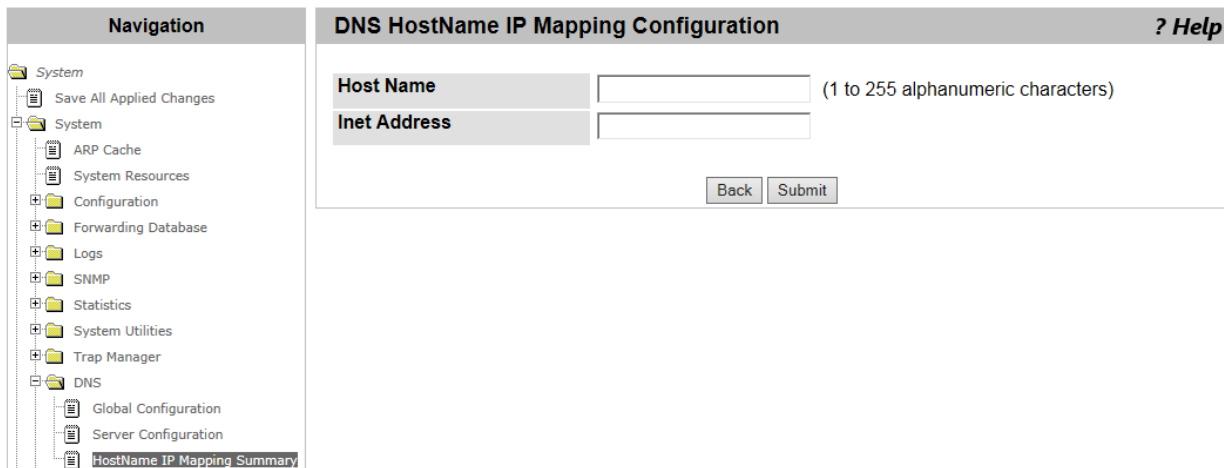 Navigation
System
Save All Applied Changes
System
ARP Cache
System Resources
Configuration
Forwarding Database
Logs
SNMP
Statistics
System Utilities
Trap Manager
DNS
Global Configuration
Server Configuration
HostName IP Mapping Summary
DNS HostName IP Mapping Configuration
? Help
Host Name
(1 to 255 alphanumeric characters)
Inet Address
Back
Submit